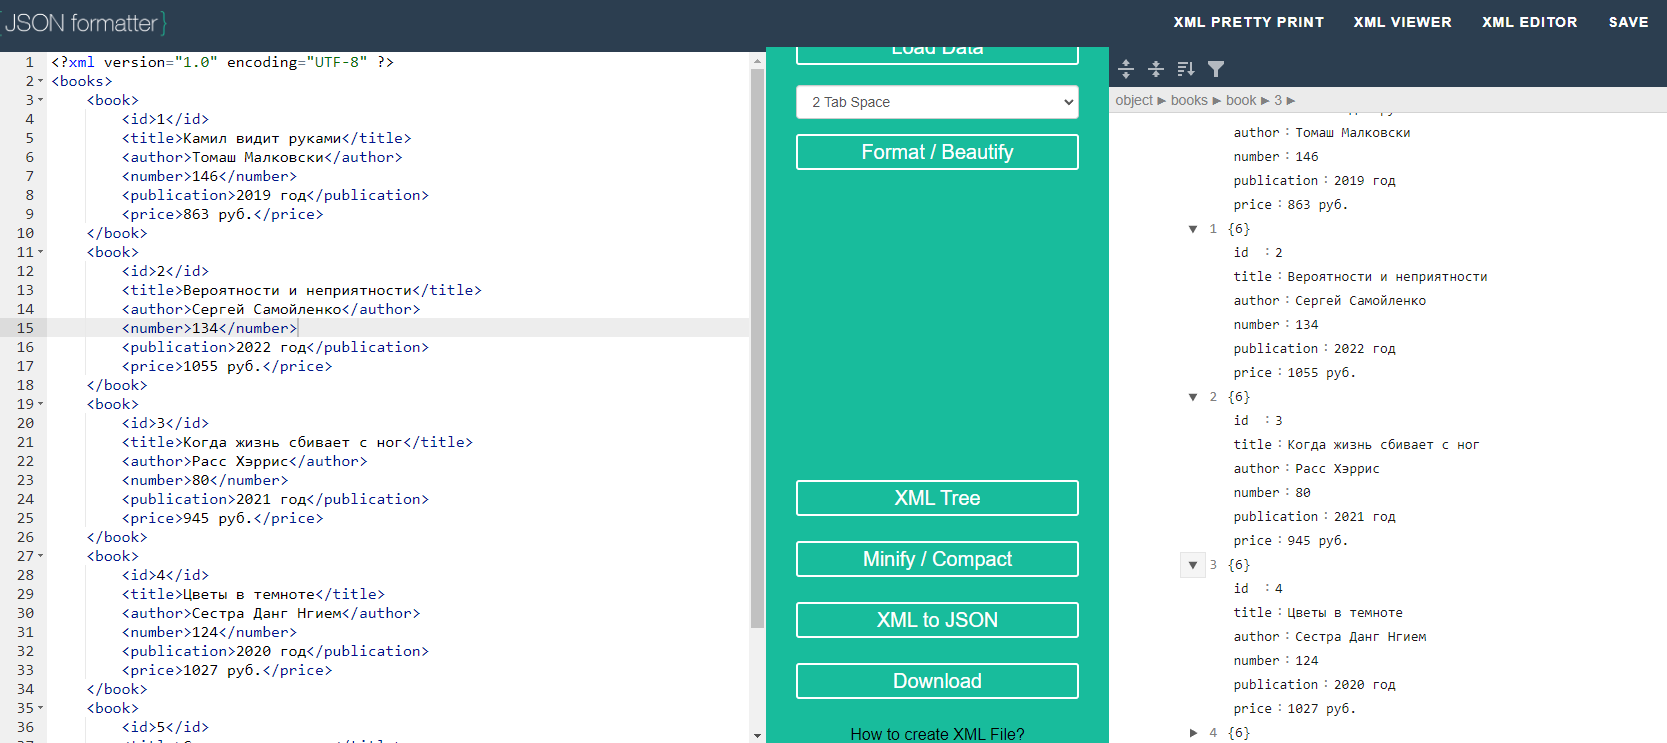 {JSON formatter}
XML PRETTY PRINT XML VIEWER XML EDITOR SAVE
1 <?xml version="1.0" encoding="UTF-8" ?>
2 <books>
3 <book>
4 <id>1</id>
5 <title>Камил видит руками</title>
6 <author>Томаш Малковски</author>
7 <number>146</number>
8 <publication>2019 год</publication>
9 <price>863 руб.</price>
10 </book>
11 <book>
12 <id>2</id>
13 <title>Вероятности и неприятности</title>
14 <author>Сергей Самойленко</author>
15 <number>134</number>
16 <publication>2022 год</publication>
17 <price>1055 руб.</price>
18 </book>
19 <book>
20 <id>3</id>
21 <title>Когда жизнь сбивает с ног</title>
22 <author>Расс Хэррис</author>
23 <number>80</number>
24 <publication>2021 год</publication>
25 <price>945 руб.</price>
26 </book>
27 <book>
28 <id>4</id>
29 <title>Цветы в темноте</title>
30 <author>Сестра Данг Нгием</author>
31 <number>124</number>
32 <publication>2020 год</publication>
33 <price>1027 руб.</price>
34 </book>
35 <book>
36 <id>5</id>
Load Data
2 Tab Space
Format / Beautify
XML Tree
Minify / Compact
XML to JSON
Download
How to create XML File?
object ► books ► book ► 3 ►
author : Томаш Малковски
number : 146
publication : 2019 год
price : 863 руб.
▼ 1 {6}
id : 2
title : Вероятности и неприятности
author : Сергей Самойленко
number : 134
publication : 2022 год
price : 1055 руб.
▼ 2 {6}
id : 3
title : Когда жизнь сбивает с ног
author : Расс Хэррис
number : 80
publication : 2021 год
price : 945 руб.
▼ 3 {6}
id : 4
title : Цветы в темноте
author : Сестра Данг Нгием
number : 124
publication : 2020 год
price : 1027 руб.
► 4 {6}